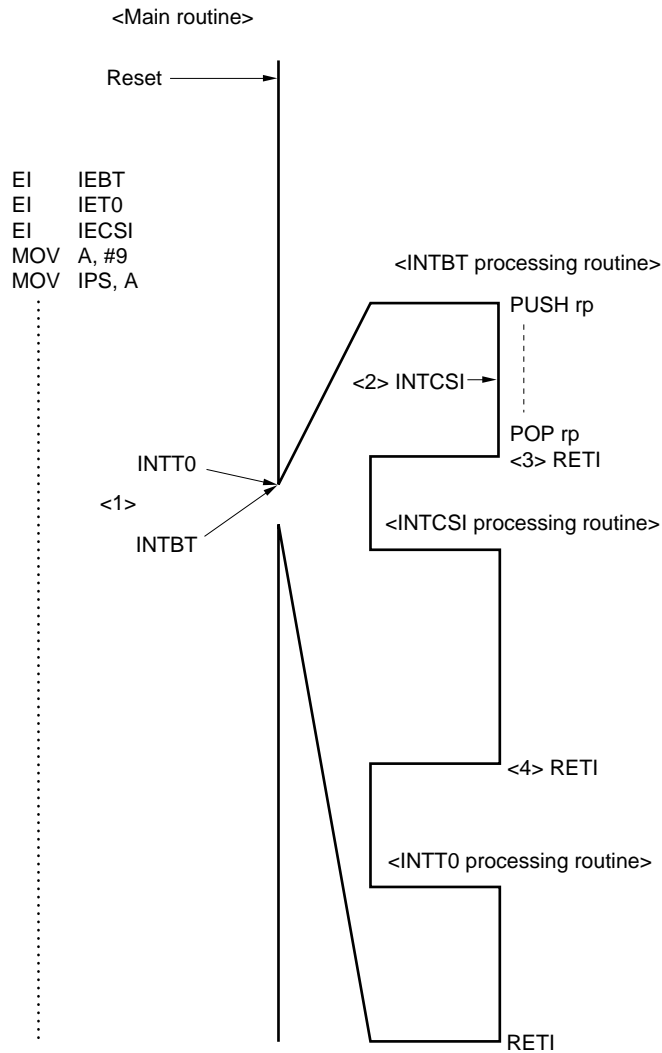 <Main routine>
Reset
EI IEBT
EI IET0
EI IECSI
MOV A, #9
MOV IPS, A
<INTBT processing routine>
PUSH rp
<2> INTCSI
POP rp
<3> RETI
INTT0
<1>
INTBT
<INTCSI processing routine>
<4> RETI
<INTT0 processing routine>
RETI